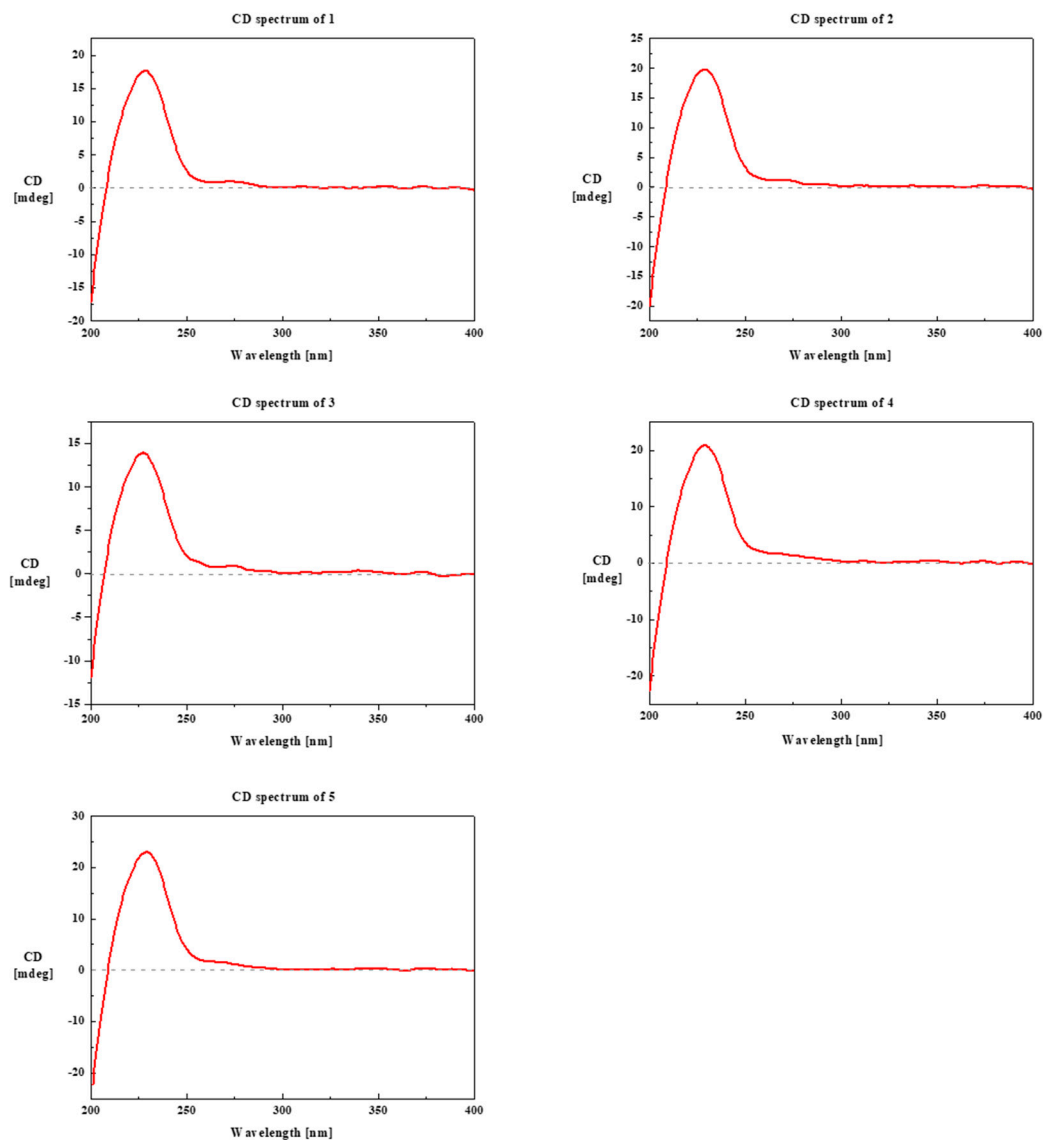 CD spectrum of 1
20
15
10
5
0
-5
-10
-15
-20
CD
[mdeg]
200 250 300 350 400
Wavelength [nm]
CD spectrum of 2
25
20
15
10
5
0
-5
-10
-15
-20
CD
[mdeg]
200 250 300 350 400
Wavelength [nm]
CD spectrum of 3
15
10
5
0
-5
-10
-15
CD
[mdeg]
200 250 300 350 400
Wavelength [nm]
CD spectrum of 4
20
10
0
-10
-20
CD
[mdeg]
200 250 300 350 400
Wavelength [nm]
CD spectrum of 5
30
20
10
0
-10
-20
CD
[mdeg]
200 250 300 350 400
Wavelength [nm]